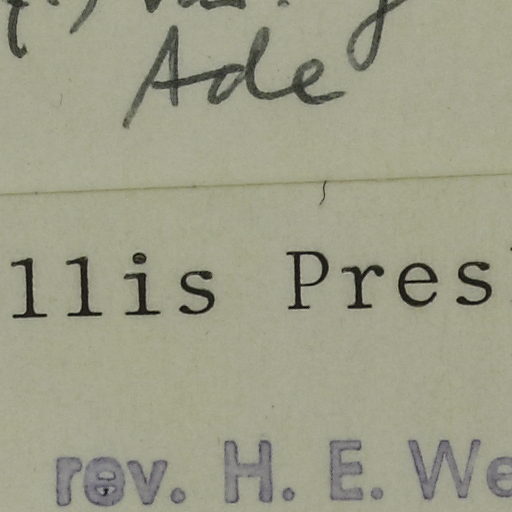 Ade
llis Pres
rev. H. E. We